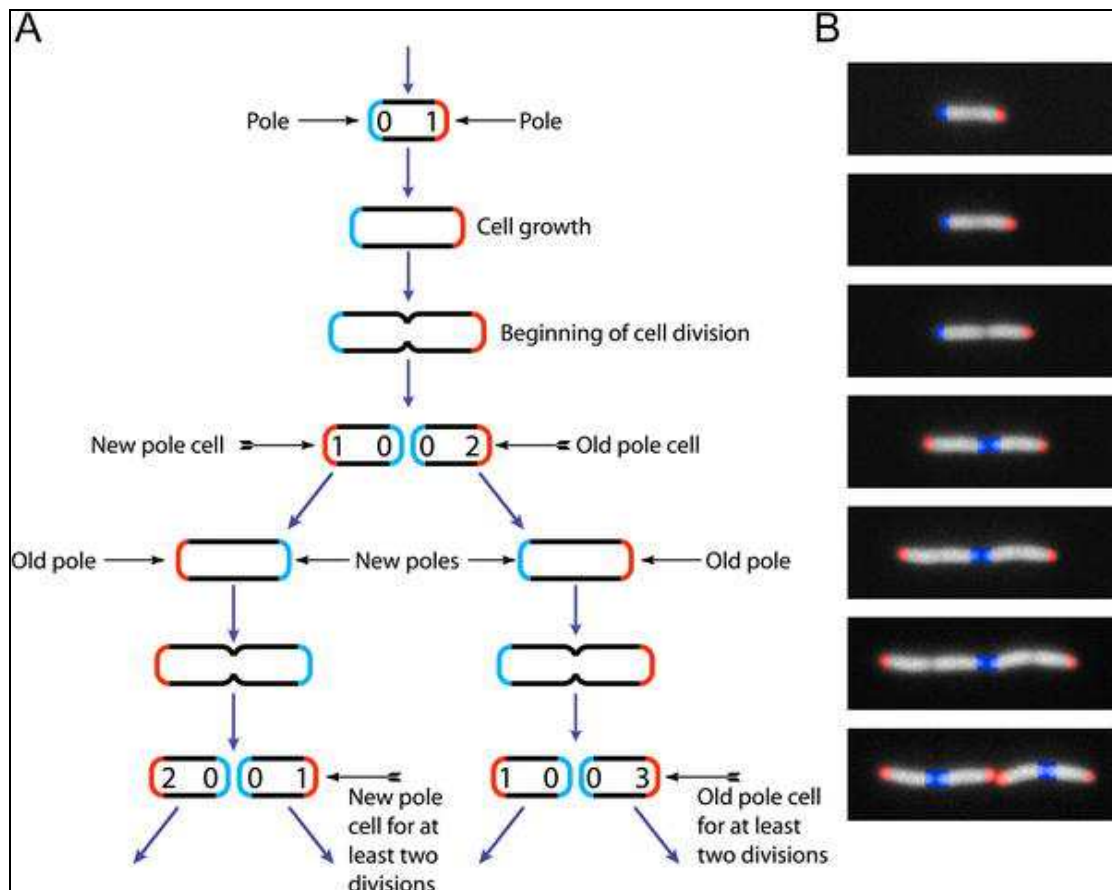 A
B
Pole
0 1
Pole
Cell growth
Beginning of cell division
New pole cell
1 0 0 2
Old pole cell
Old pole
New poles
Old pole
2 0 0 1
1 0 0 3
New pole
cell for at
least two
divisions
Old pole cell
for at least
two divisions